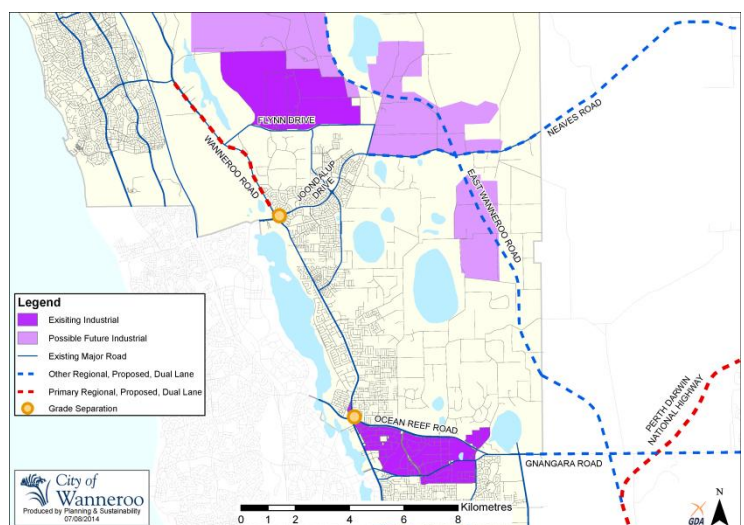 FLYNN DRIVE
WANNEROO ROAD
JOONDALUP
DRIVE
NEAVES ROAD
EAST WANNEROO ROAD
Legend
Exisiting Industrial
Possible Future Industrial
Existing Major Road
Other Regional, Proposed, Dual Lane
Primary Regional, Proposed, Dual Lane
Grade Separation
OCEAN REEF ROAD
GNANGARA ROAD
PERTH DARWIN
NATIONAL HIGHWAY
City of
Wanneroo
Produced by Planning & Sustainability
07/08/2014
Kilometres
0 2 4 6 8
GDA
N